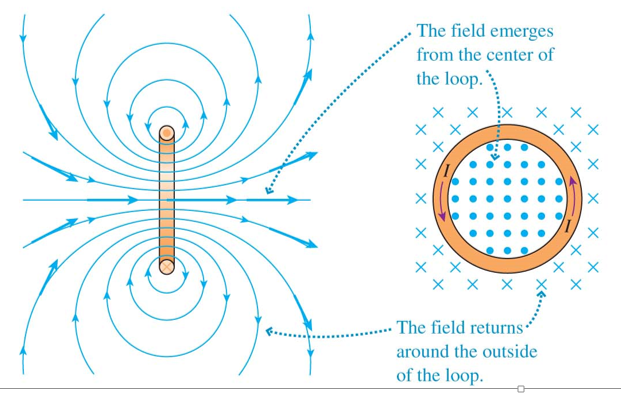 The field emerges
from the center of
the loop.
I
I
The field returns
around the outside
of the loop.